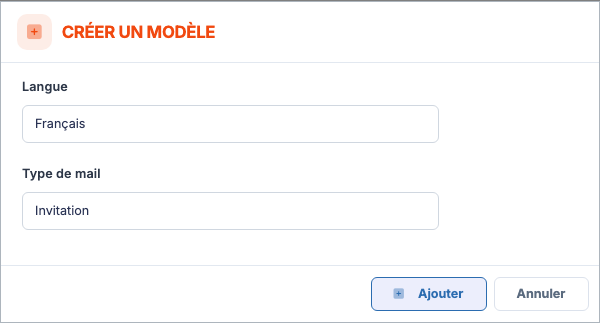 CRÉER UN MODÈLE
Langue
Français
Type de mail
Invitation
Ajouter
Annuler